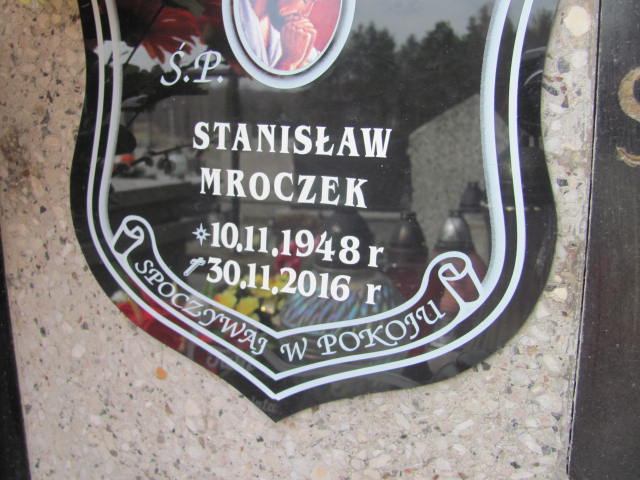 Ś.P.
STANISŁAW
MROCZEK
*10.11.1948 r
†30.11.2016 r
SPOCZYWAJ W POKOJU